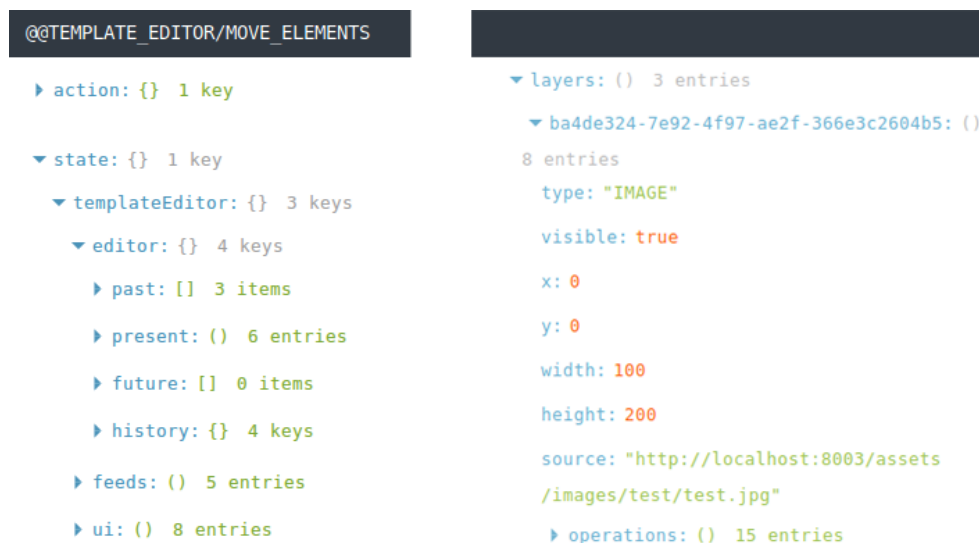 @@TEMPLATE_EDITOR/MOVE_ELEMENTS
action: {} 1 key
state: {} 1 key
templateEditor: {} 3 keys
editor: {} 4 keys
past: [] 3 items
present: () 6 entries
future: [] 0 items
history: {} 4 keys
feeds: () 5 entries
ui: () 8 entries
layers: () 3 entries
ba4de324-7e92-4f97-ae2f-366e3c2604b5: ()
8 entries
type: "IMAGE"
visible: true
x: 0
y: 0
width: 100
height: 200
source: "http://localhost:8003/assets
/images/test/test.jpg"
operations: () 15 entries